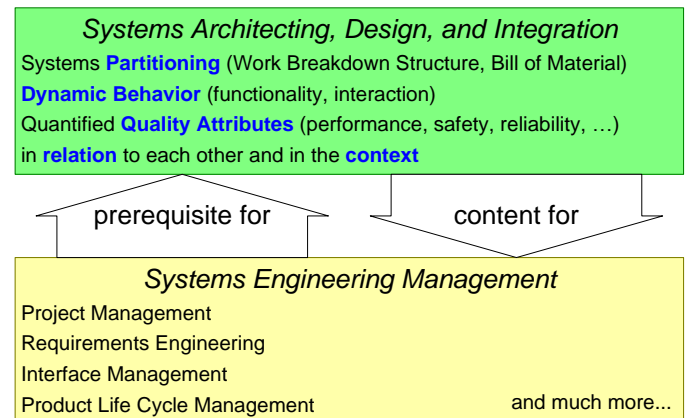 Systems Architecting, Design, and Integration
Systems Partitioning (Work Breakdown Structure, Bill of Material)
Dynamic Behavior (functionality, interaction)
Quantified Quality Attributes (performance, safety, reliability, …)
in relation to each other and in the context
prerequisite for
content for
Systems Engineering Management
Project Management
Requirements Engineering
Interface Management
Product Life Cycle Management
and much more...